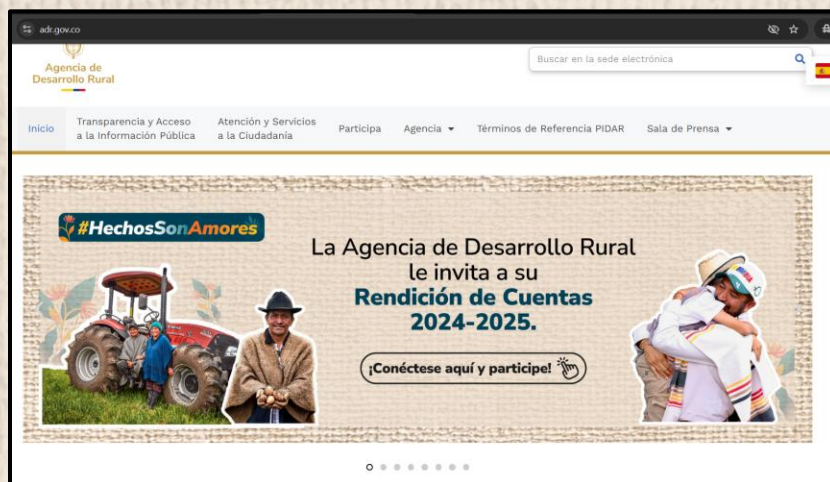 adr.gov.co
Agencia de
Desarrollo Rural
Buscar en la sede electrónica
Inicio
Transparencia y Acceso
a la Información Pública
Atención y Servicios
a la Ciudadanía
Participa
Agencia
Términos de Referencia PIDAR
Sala de Prensa
#HechosSonAmores
La Agencia de Desarrollo Rural
le invita a su
Rendición de Cuentas
2024-2025.
¡Conéctese aquí y participe!